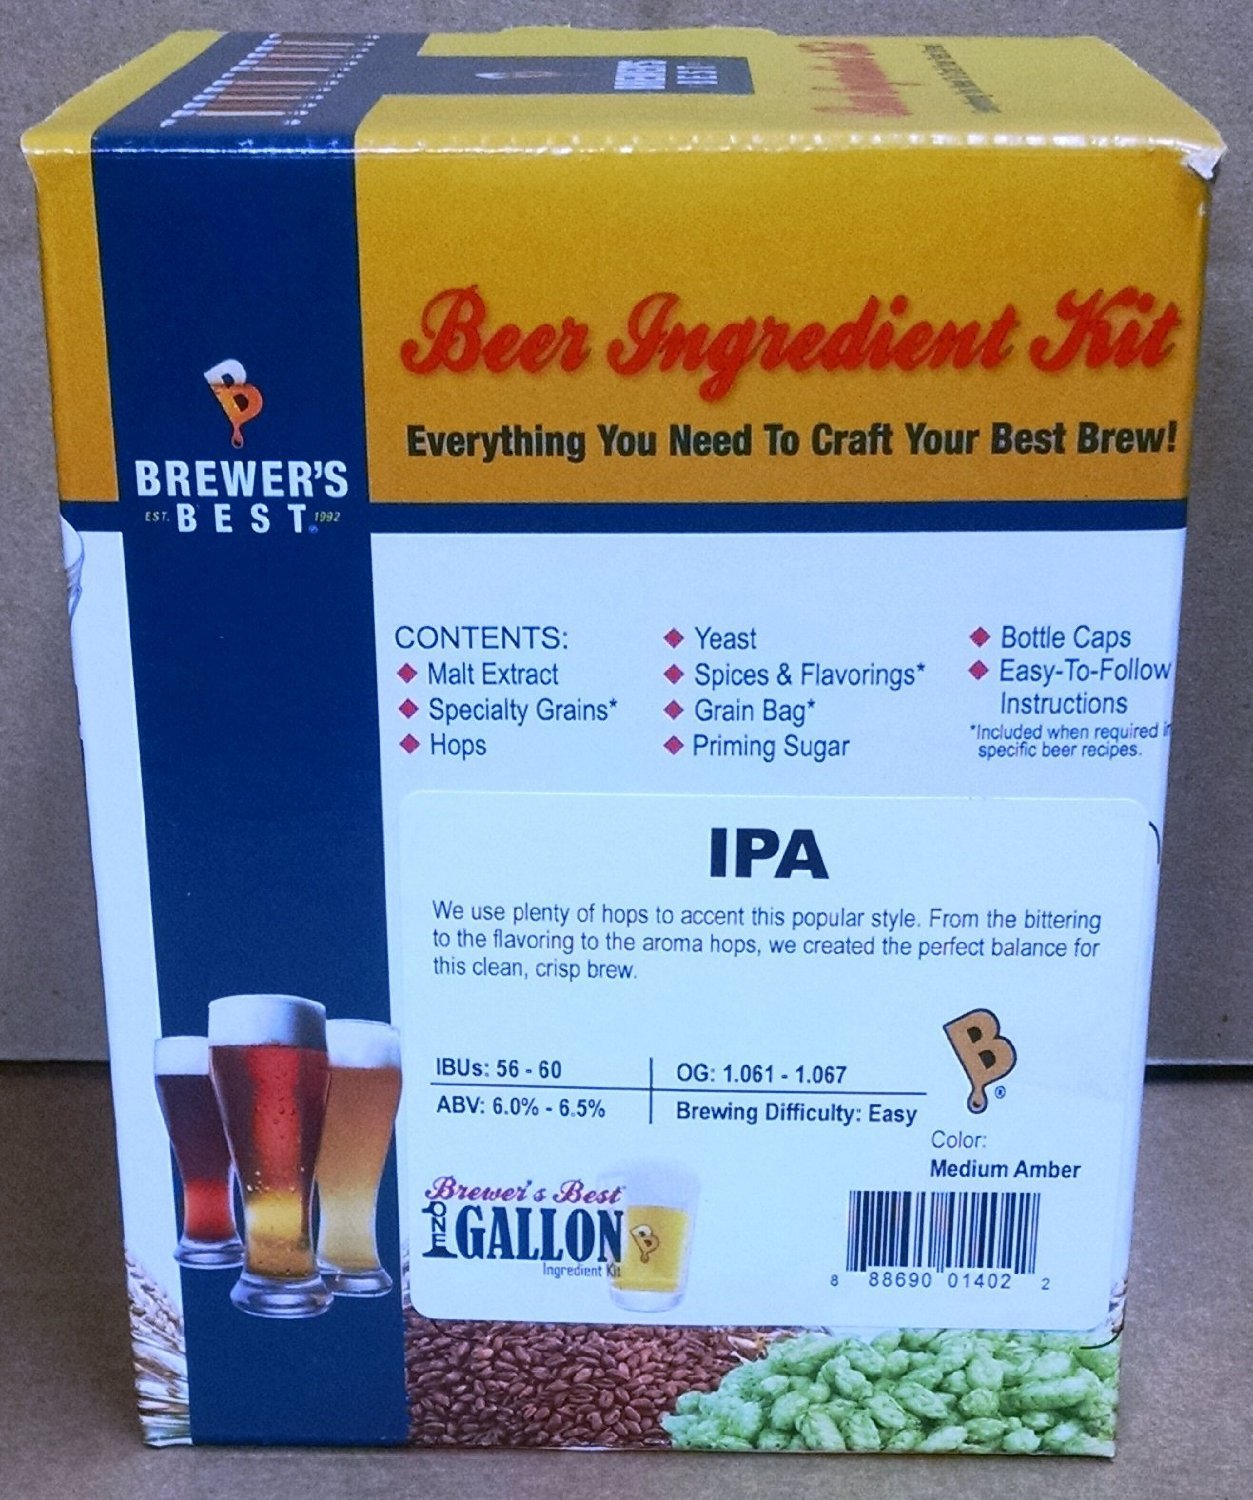 BREWER'S
BEST
Beer Ingredient Kit
Everything You Need To Craft Your Best Brew!
BREWER'S
EST. BEST® 1992
CONTENTS:
Malt Extract
Specialty Grains*
Hops
Yeast
Spices & Flavorings*
Grain Bag*
Priming Sugar
Bottle Caps
Easy-To-Follow
Instructions
*Included when required in
specific beer recipes.
IPA
We use plenty of hops to accent this popular style. From the bittering
to the flavoring to the aroma hops, we created the perfect balance for
this clean, crisp brew.
IBUs: 56 - 60
OG: 1.061 - 1.067
ABV: 6.0% - 6.5%
Brewing Difficulty: Easy
®
Color:
Medium Amber
Brewer's Best
ONE GALLON
Ingredient Kit
8 88690 01402 2